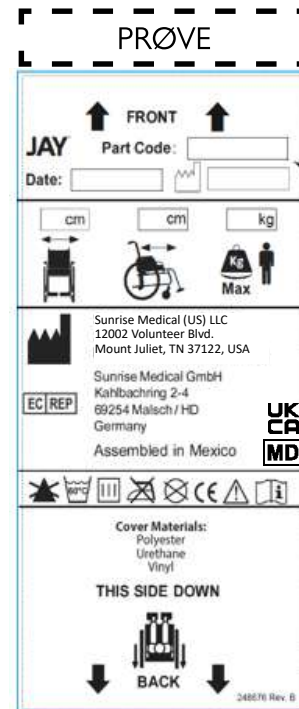 PRØVE
FRONT
JAY Part Code:
Date:
cm cm kg
Kg
Max
Sunrise Medical (US) LLC
12002 Volunteer Blvd.
Mount Juliet, TN 37122, USA
EC REP
Sunrise Medical GmbH
Kahlbachring 2-4
69254 Malsch / HD
Germany
Assembled in Mexico
UK
CA
MD
60°C CE
Cover Materials:
Polyester
Urethane
Vinyl
THIS SIDE DOWN
BACK
248676 Rev. B